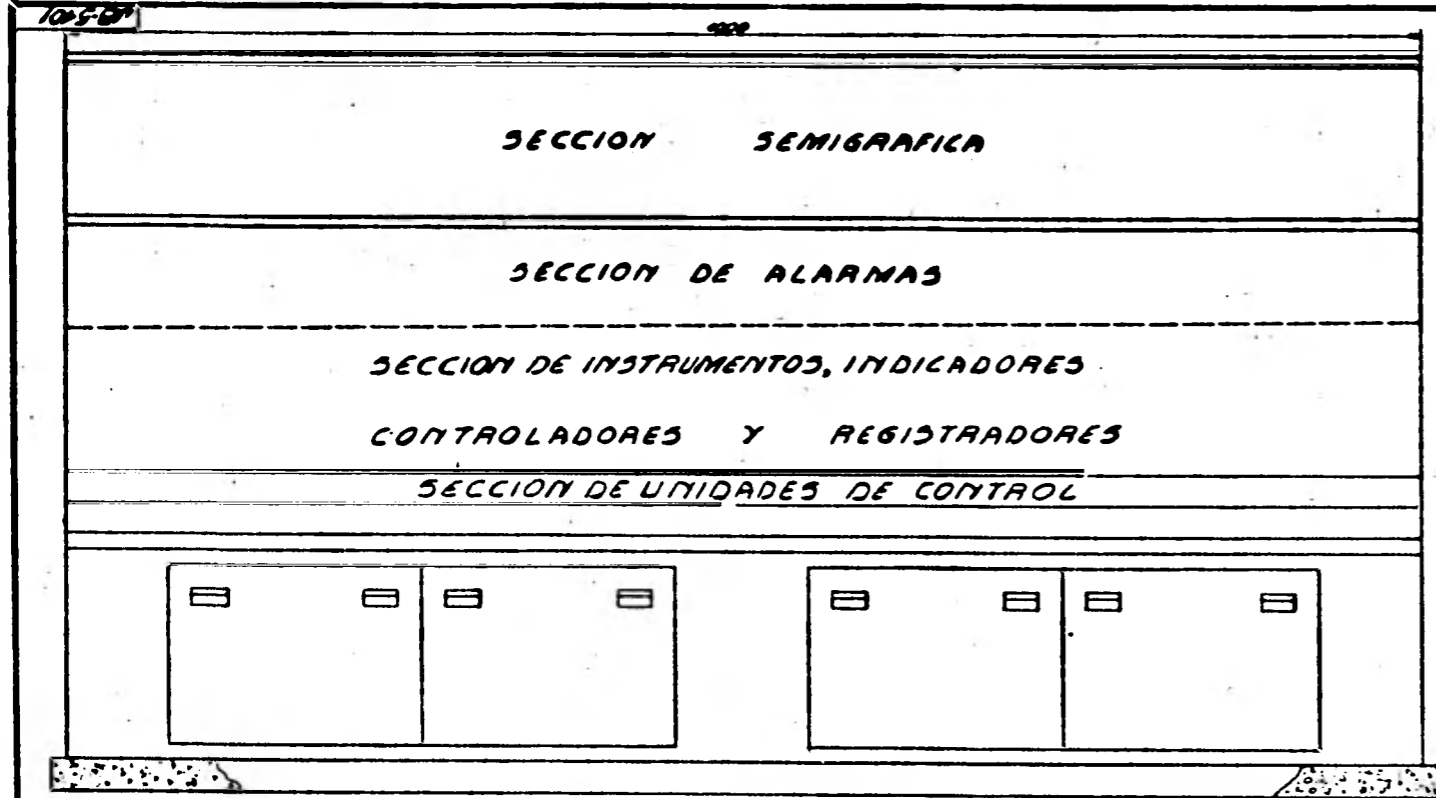 SECCION SEMIGRAFICA
SECCION DE ALARMAS
SECCION DE INSTRUMENTOS, INDICADORES
CONTROLADORES Y REGISTRADORES
SECCION DE UNIDADES DE CONTROL